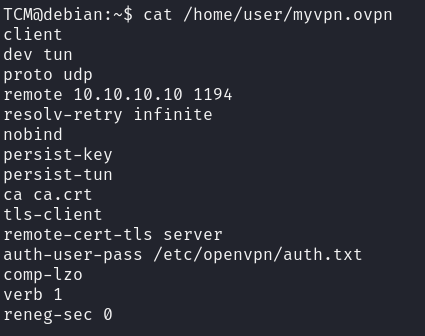 TCM@debian:~$ cat /home/user/myvpn.ovpn
client
dev tun
proto udp
remote 10.10.10.10 1194
resolv-retry infinite
nobind
persist-key
persist-tun
ca ca.crt
tls-client
remote-cert-tls server
auth-user-pass /etc/openvpn/auth.txt
comp-lzo
verb 1
reneg-sec 0